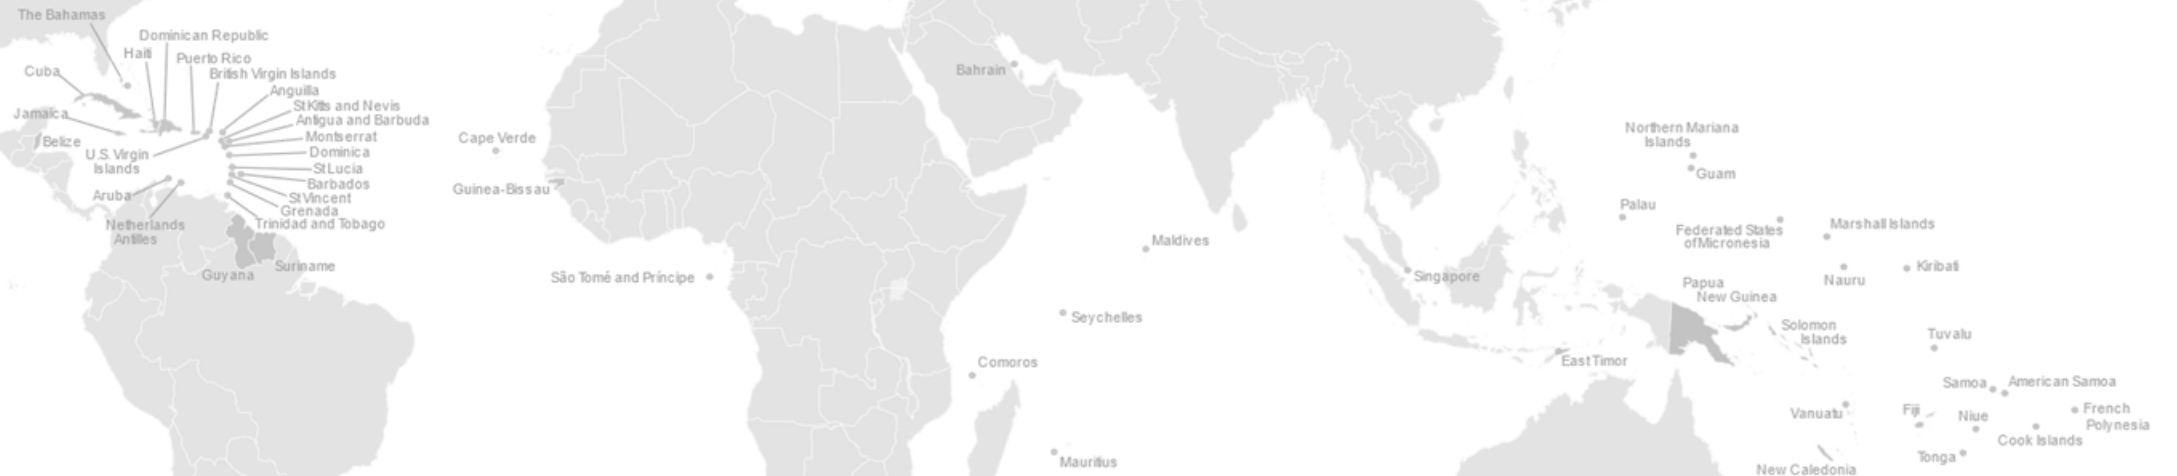 The Bahamas
Dominican Republic
Haiti
Puerto Rico
Cuba
British Virgin Islands
Anguilla
St Kitts and Nevis
Jamaica
Antigua and Barbuda
Montserrat
Belize
Dominica
U.S. Virgin
Islands
St Lucia
Barbados
Aruba
St Vincent
Grenada
Netherlands
Antilles
Trinidad and Tobago
Guyana
Suriname
Cape Verde
Guinea-Bissau
São Tomé and Príncipe
Bahrain
Maldives
Seychelles
Comoros
Mauritius
Singapore
East Timor
Northern Mariana
Islands
Guam
Palau
Federated States
of Micronesia
Marshall Islands
Nauru
Kiribati
Papua
New Guinea
Solomon
Islands
Tuvalu
Samoa
American Samoa
Vanuatu
Fiji
Niue
French
Polynesia
Cook Islands
Tonga
New Caledonia